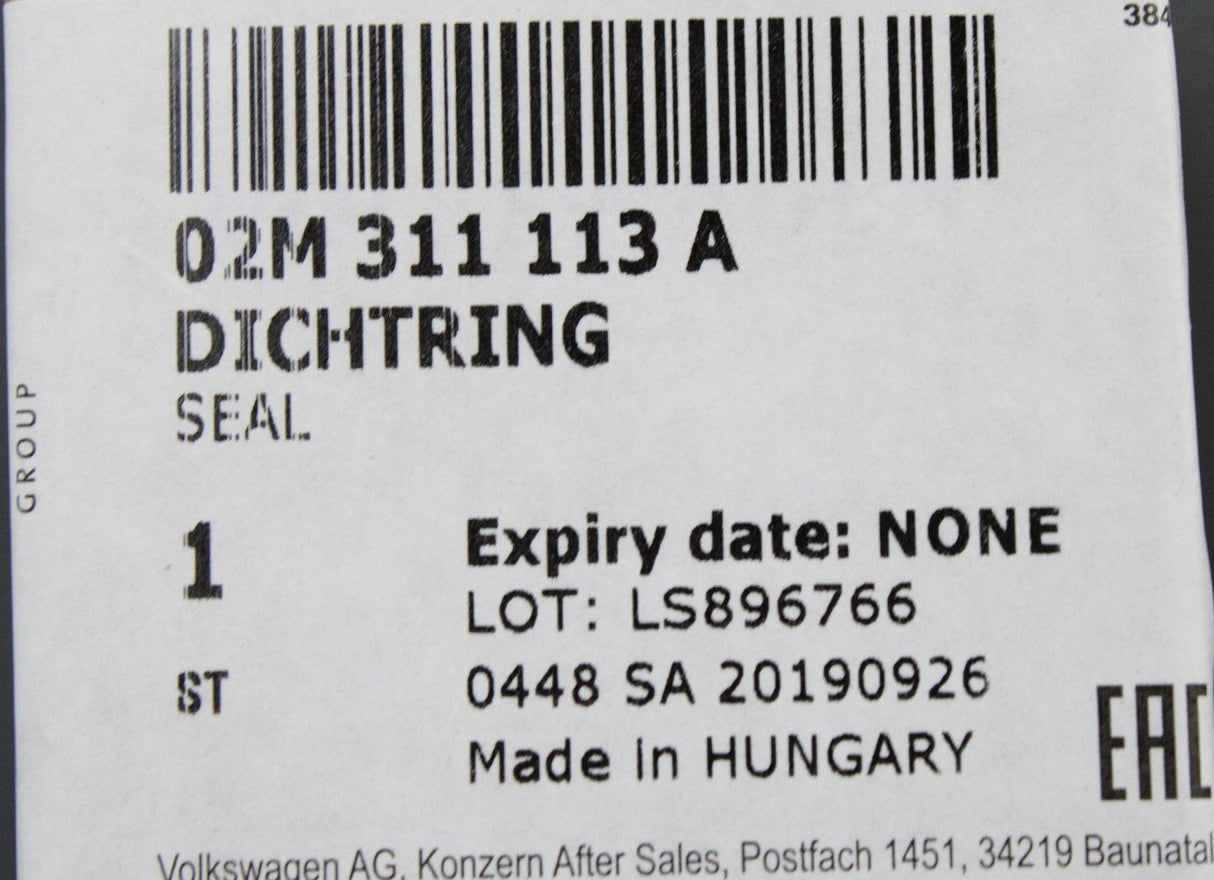 384
02M 311 113 A
DICHTRING
SEAL
GROUP
1
Expiry date: NONE
LOT: LS896766
ST
0448 SA 20190926
Made in HUNGARY
EAC
Volkswagen AG, Konzern After Sales, Postfach 1451, 34219 Baunatal